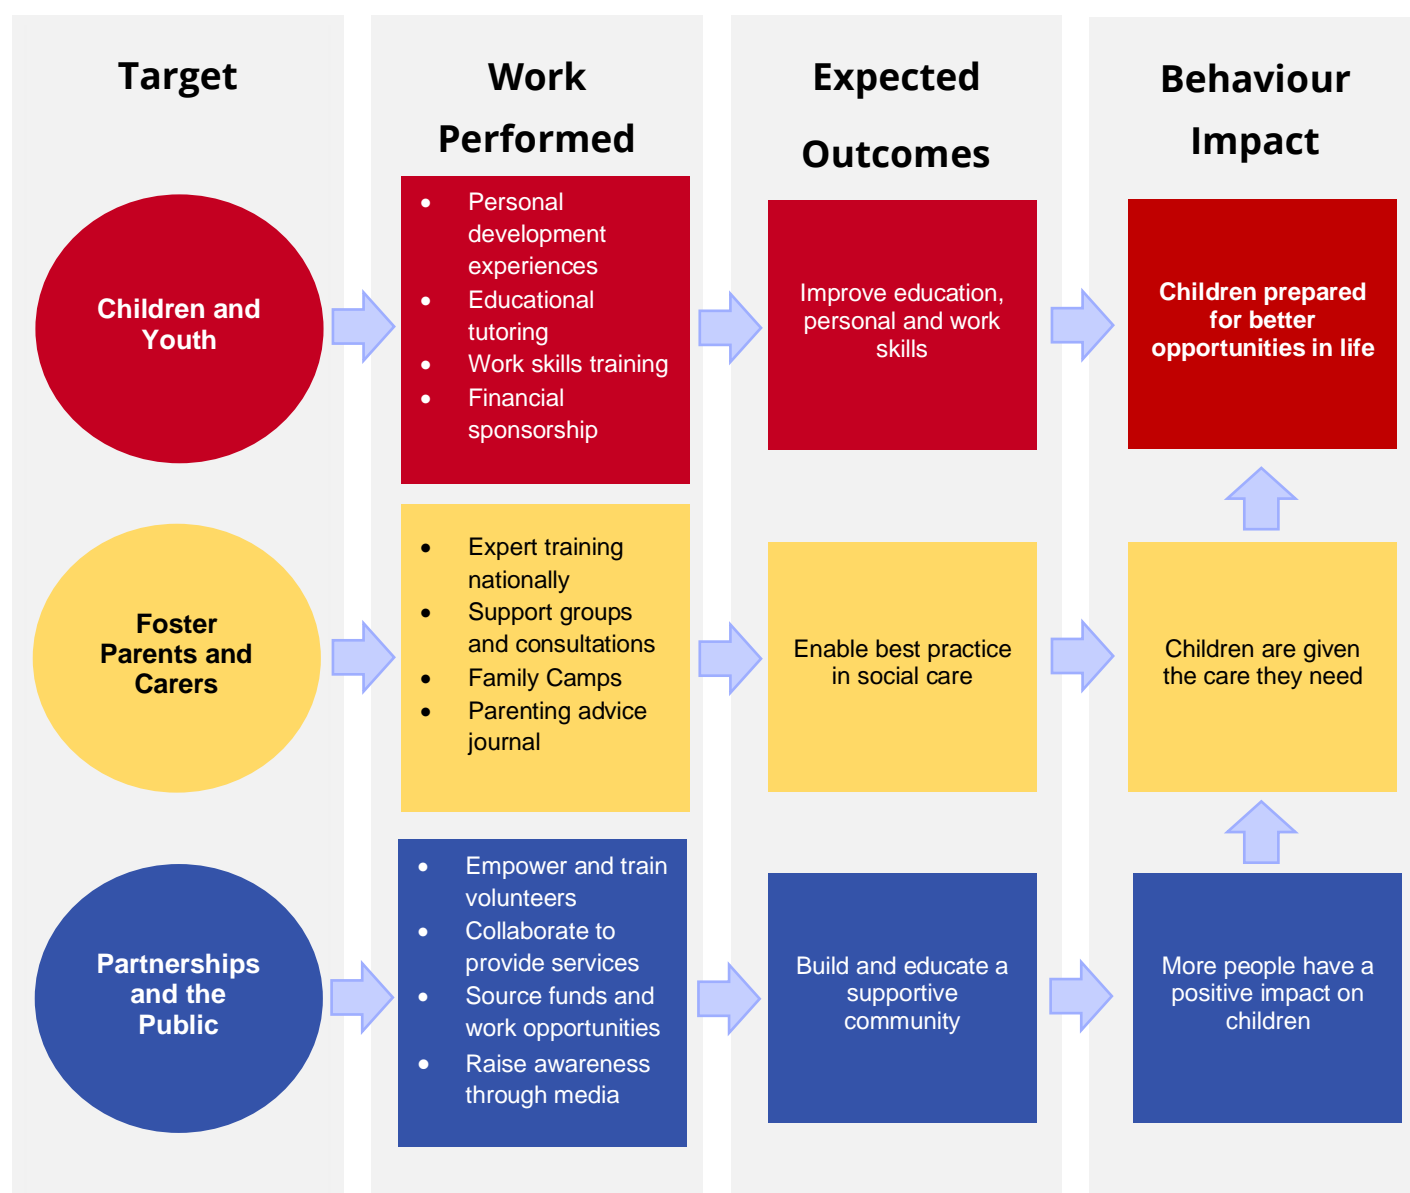 Target
Work
Performed
Expected
Outcomes
Behaviour
Impact
Children and
Youth
• Personal
development
experiences
• Educational
tutoring
• Work skills training
• Financial
sponsorship
Improve education,
personal and work
skills
Children prepared
for better
opportunities in life
Foster
Parents and
Carers
• Expert training
nationally
• Support groups
and consultations
• Family Camps
• Parenting advice
journal
Enable best practice
in social care
Children are given
the care they need
Partnerships
and the
Public
• Empower and train
volunteers
• Collaborate to
provide services
• Source funds and
work opportunities
• Raise awareness
through media
Build and educate a
supportive
community
More people have a
positive impact on
children